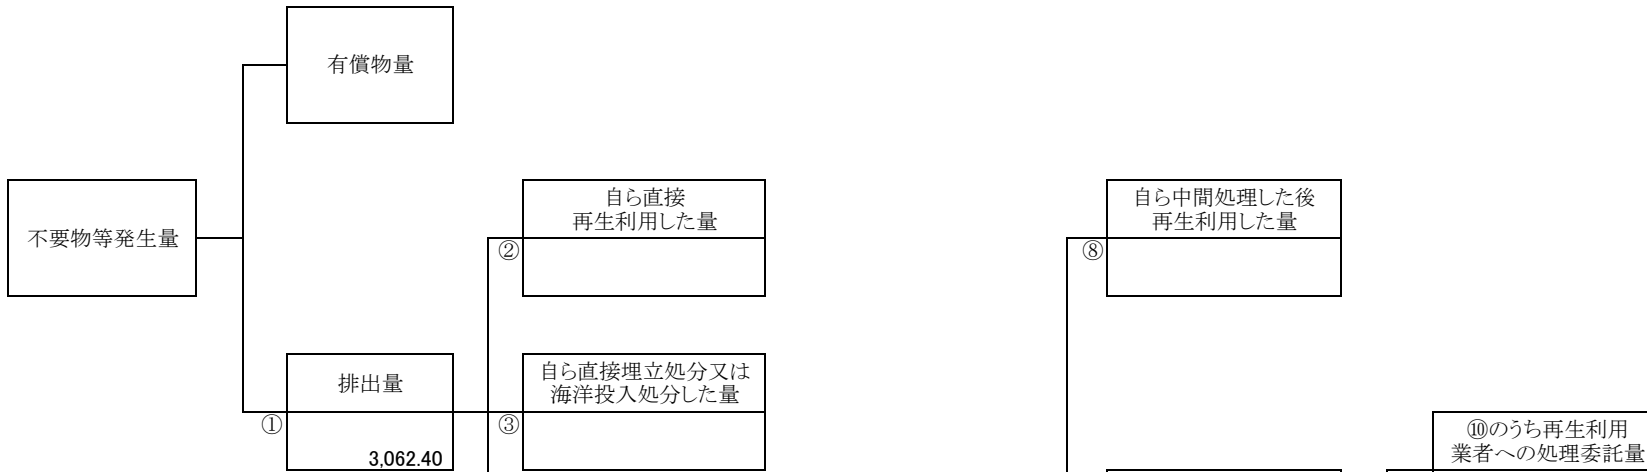 有償物量
不要物等発生量
自ら直接
再生利用した量
②
自ら中間処理した後
再生利用した量
⑧
排出量
①
3,062.40
自ら直接埋立処分又は
海洋投入処分した量
③
⑩のうち再生利用
業者への処理委託量